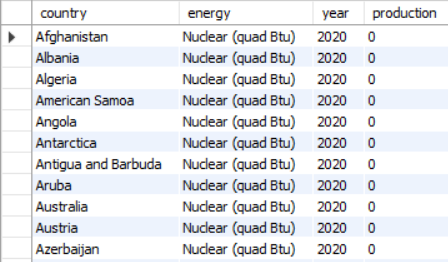 country energy year production
Afghanistan Nuclear (quad Btu) 2020 0
Albania Nuclear (quad Btu) 2020 0
Algeria Nuclear (quad Btu) 2020 0
American Samoa Nuclear (quad Btu) 2020 0
Angola Nuclear (quad Btu) 2020 0
Antarctica Nuclear (quad Btu) 2020 0
Antigua and Barbuda Nuclear (quad Btu) 2020 0
Aruba Nuclear (quad Btu) 2020 0
Australia Nuclear (quad Btu) 2020 0
Austria Nuclear (quad Btu) 2020 0
Azerbaijan Nuclear (quad Btu) 2020 0